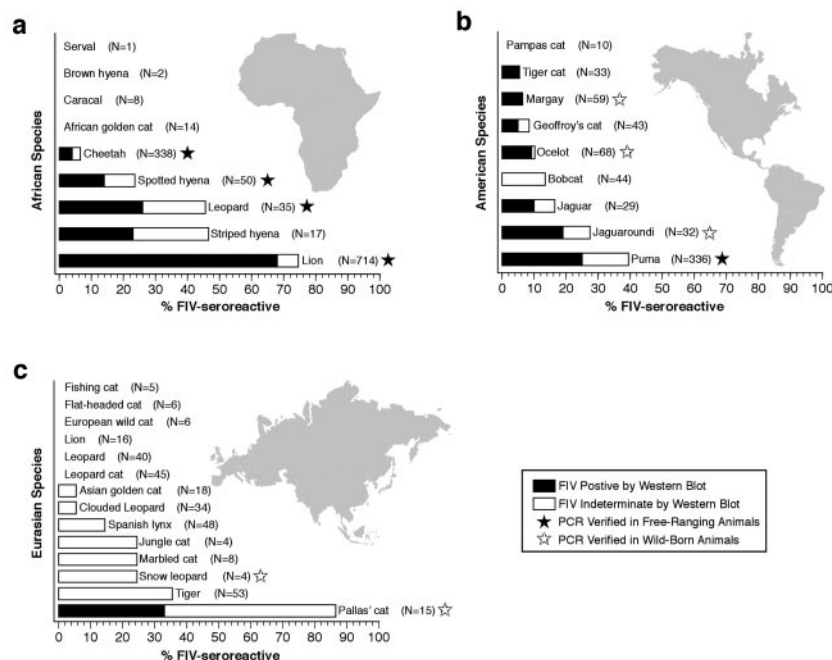 a
African Species
Serval (N=1)
Brown hyena (N=2)
Caracal (N=8)
African golden cat (N=14)
Cheetah (N=338)
Spotted hyena (N=50)
Leopard (N=35)
Striped hyena (N=17)
Lion (N=714)
0 10 20 30 40 50 60 70 80 90 100
% FIV-seroreactive
b
American Species
Pampas cat (N=10)
Tiger cat (N=33)
Margay (N=59)
Geoffroy's cat (N=43)
Ocelot (N=68)
Bobcat (N=44)
Jaguar (N=29)
Jaguaroundi (N=32)
Puma (N=336)
0 10 20 30 40 50 60 70 80 90 100
% FIV-seroreactive
c
Eurasian Species
Fishing cat (N=5)
Flat-headed cat (N=6)
European wild cat (N=6
Lion (N=16)
Leopard (N=40)
Leopard cat (N=45)
Asian golden cat (N=18)
Clouded Leopard (N=34)
Spanish lynx (N=48)
Jungle cat (N=4)
Marbled cat (N=8)
Snow leopard (N=4)
Tiger (N=53)
Pallas' cat (N=15)
0 10 20 30 40 50 60 70 80 90 100
% FIV-seroreactive
FIV Postive by Western Blot
FIV Indeterminate by Western Blot
PCR Verified in Free-Ranging Animals
PCR Verified in Wild-Born Animals